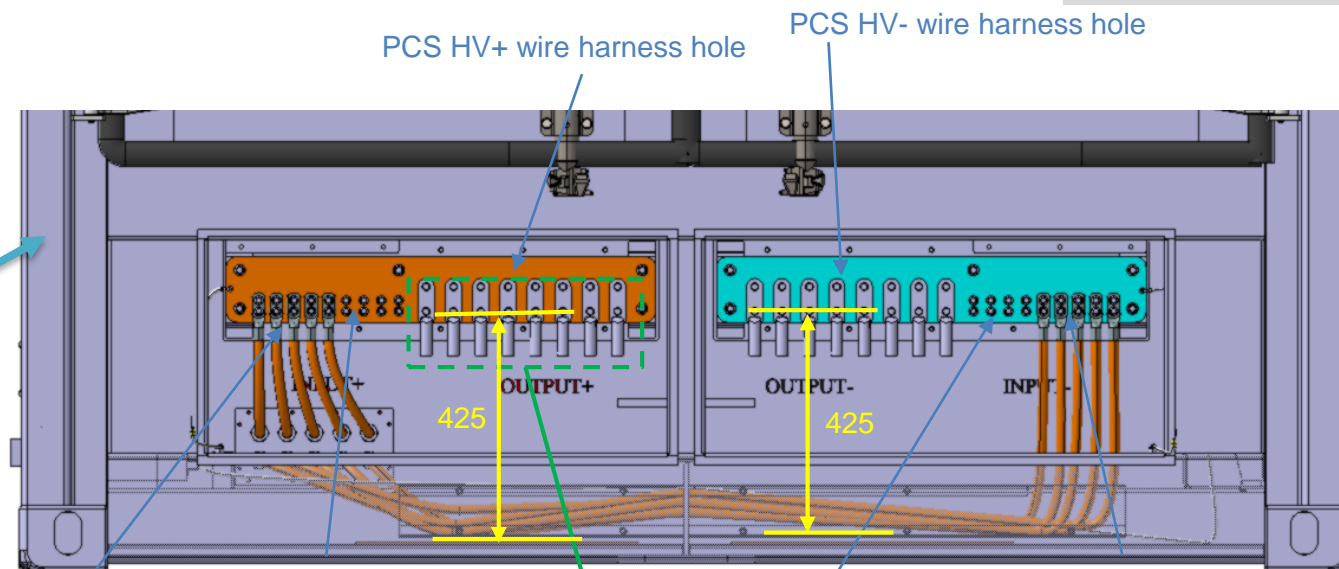 PCS HV+ wire harness hole
PCS HV- wire harness hole
OUTPUT+
OUTPUT-
425
425